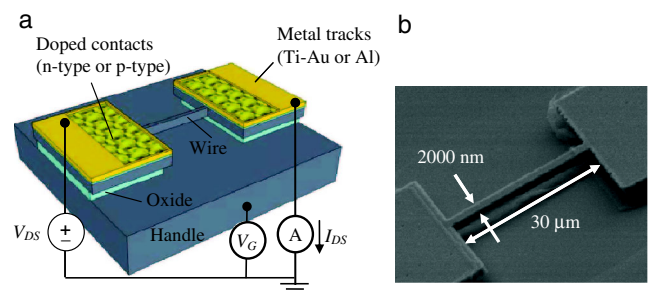 a
Doped contacts
(n-type or p-type)
Metal tracks
(Ti-Au or Al)
Wire
Oxide
Handle
V_DS
+
−
V_G
A
I_DS
b
2000 nm
30 µm